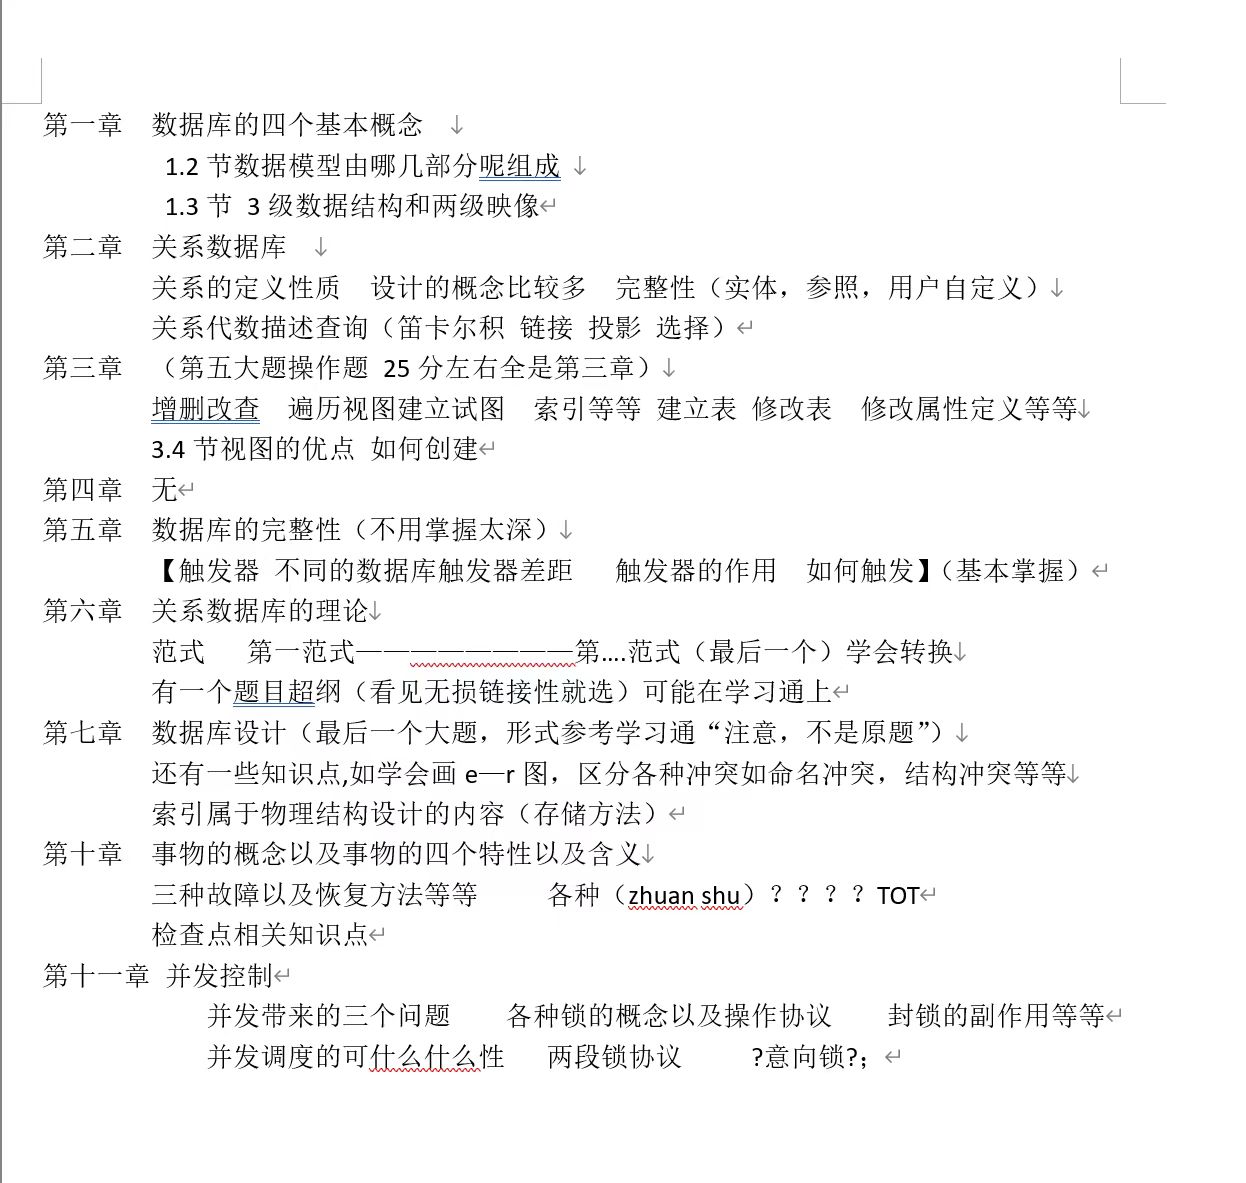 第一章 数据库的四个基本概念 ↓
1.2 节数据模型由哪几部分呢组成 ↓
1.3 节 3 级数据结构和两级映像↵
第二章 关系数据库 ↓
关系的定义性质 设计的概念比较多 完整性（实体，参照，用户自定义）↓
关系代数描述查询（笛卡尔积 链接 投影 选择）↵
第三章 （第五大题操作题 25 分左右全是第三章）↓
增删改查 遍历视图建立试图 索引等等 建立表 修改表 修改属性定义等等↓
3.4 节视图的优点 如何创建↵
第四章 无↵
第五章 数据库的完整性（不用掌握太深）↓
【触发器 不同的数据库触发器差距 触发器的作用 如何触发】（基本掌握）↵
第六章 关系数据库的理论↓
范式 第一范式————————第....范式（最后一个）学会转换↓
有一个题目超纲（看见无损链接性就选）可能在学习通上↵
第七章 数据库设计（最后一个大题，形式参考学习通“注意，不是原题”）↓
还有一些知识点,如学会画 e—r 图，区分各种冲突如命名冲突，结构冲突等等↓
索引属于物理结构设计的内容（存储方法）↵
第十章 事物的概念以及事物的四个特性以及含义↓
三种故障以及恢复方法等等 各种（zhuan shu）？？？？TOT↵
检查点相关知识点↵
第十一章 并发控制↵
并发带来的三个问题 各种锁的概念以及操作协议 封锁的副作用等等↵
并发调度的可什么什么性 两段锁协议 ?意向锁?；↵